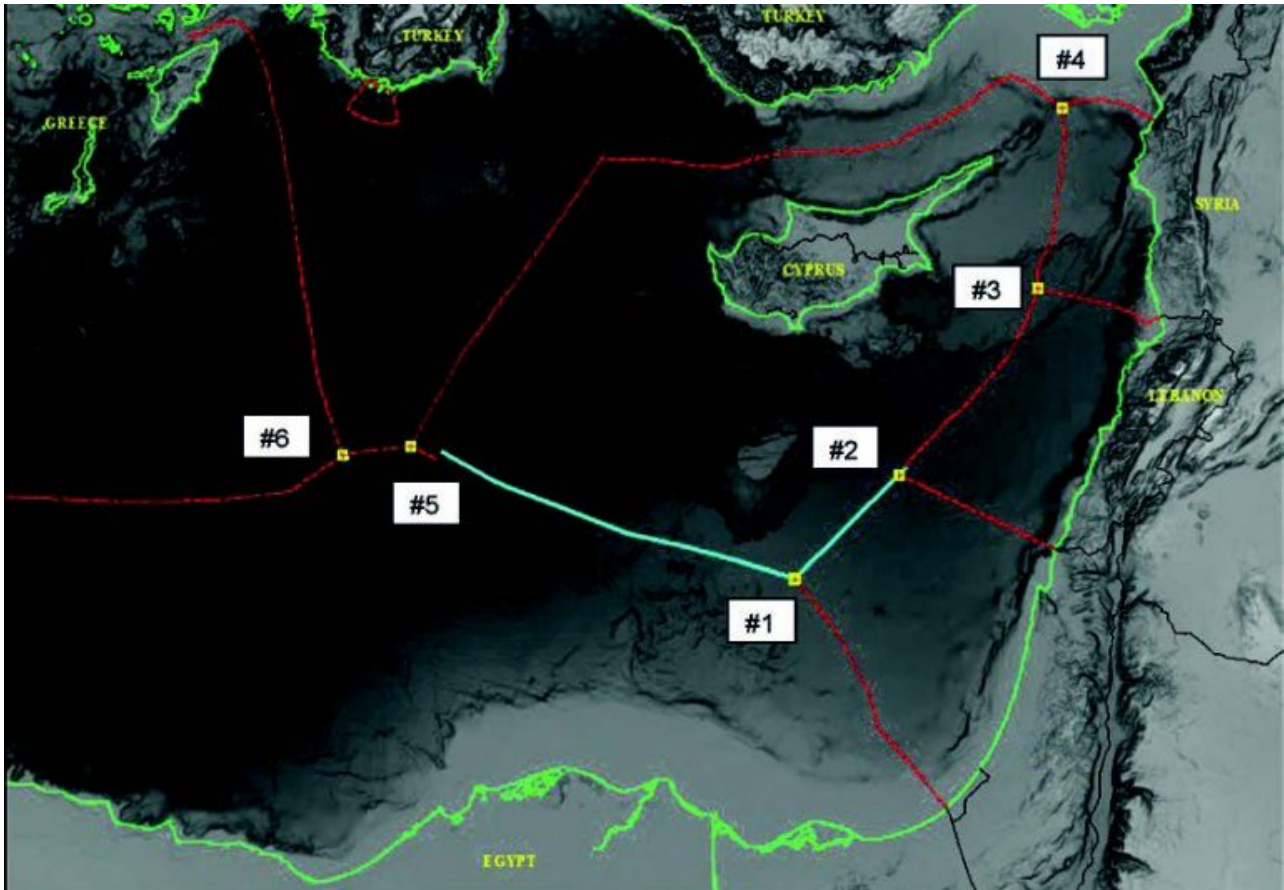 TURKEY
TURKEY
#4
GREECE
SYRIA
CYPRUS
#3
LEBANON
#6
#2
#5
#1
EGYPT